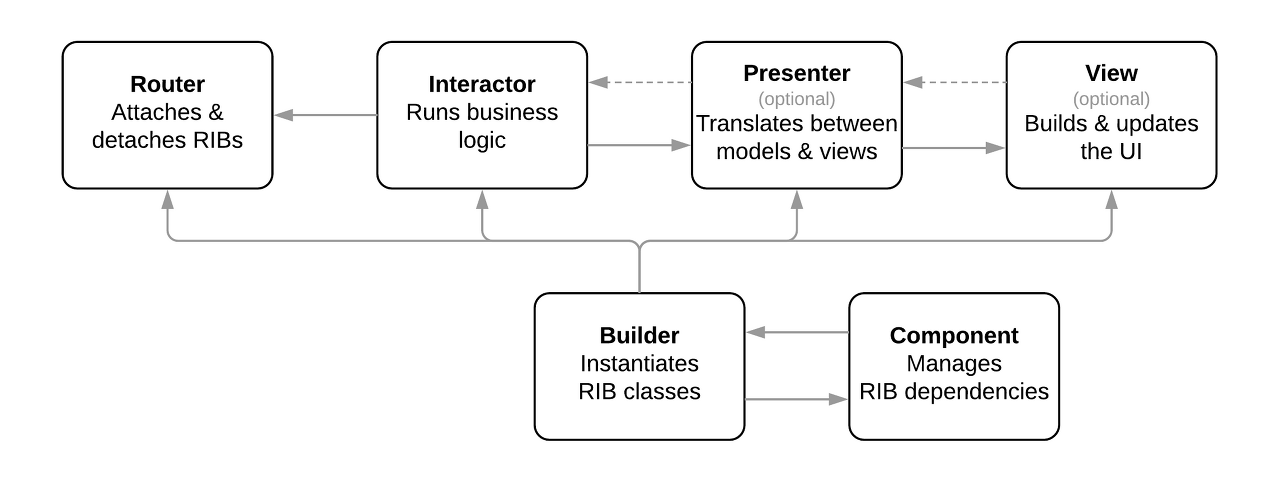 Router
Attaches &
detaches RIBs
Interactor
Runs business
logic
Presenter
(optional)
Translates between
models & views
View
(optional)
Builds & updates
the UI
Builder
Instantiates
RIB classes
Component
Manages
RIB dependencies